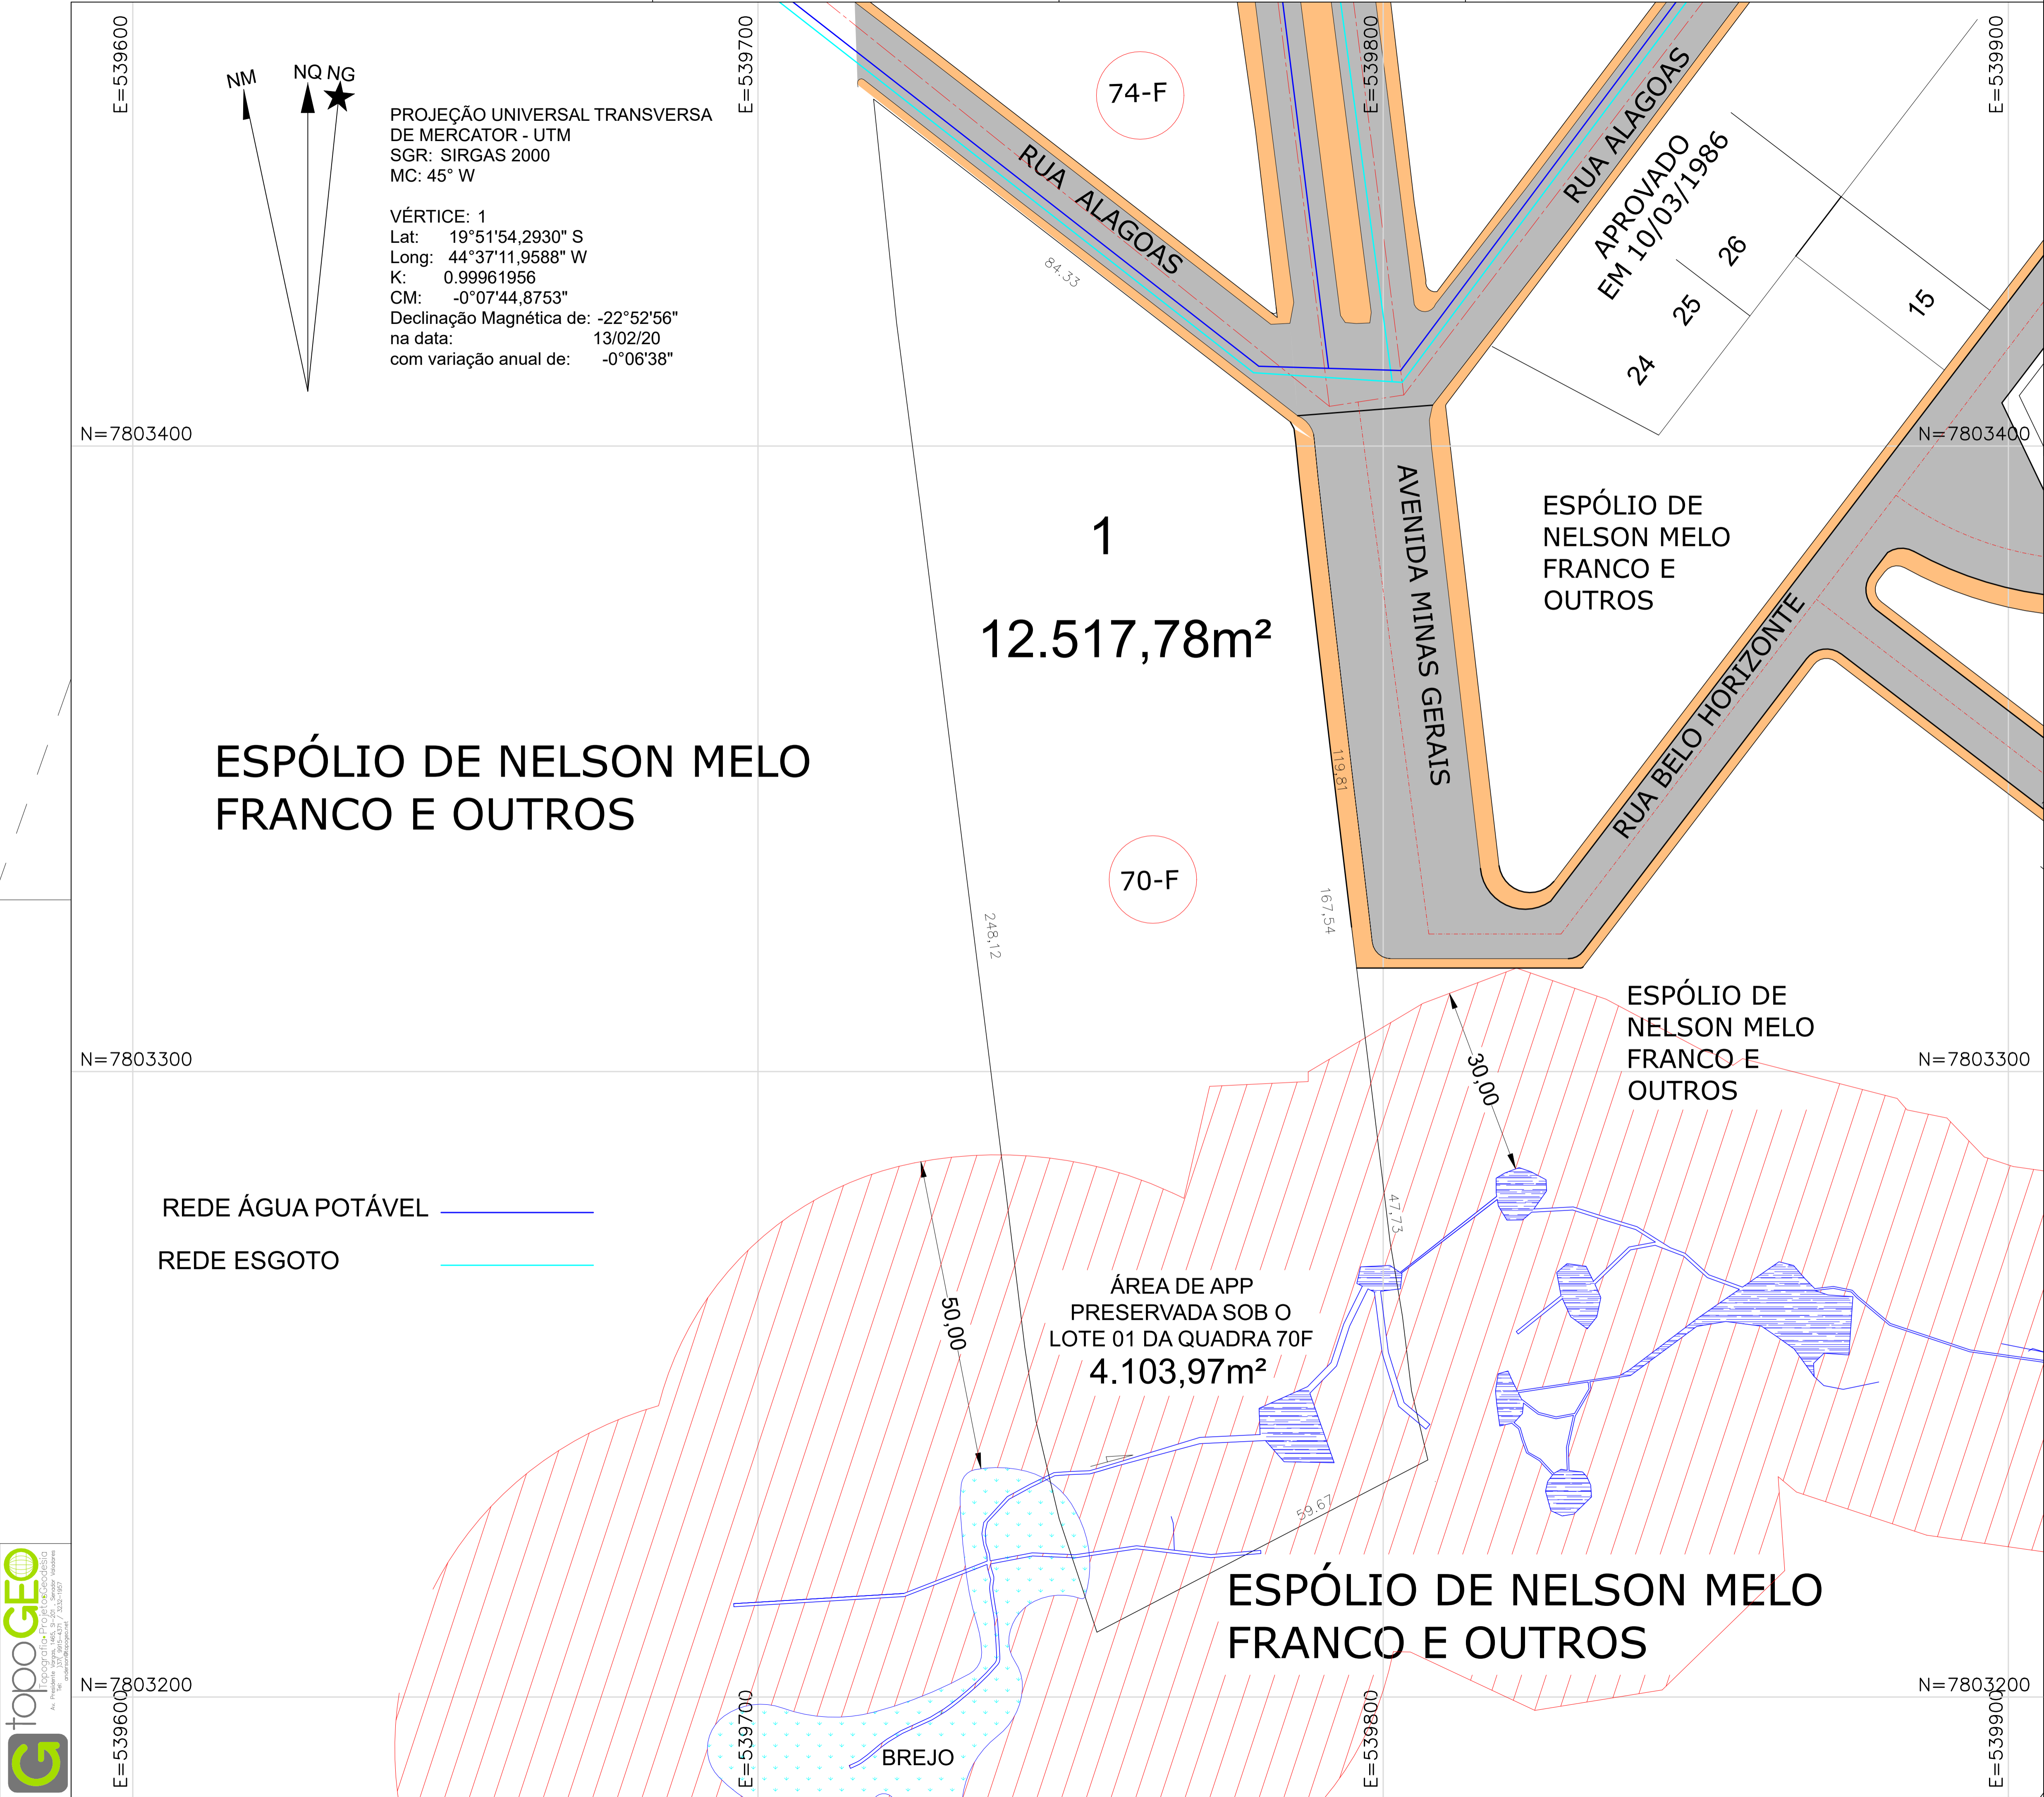 E=539600
E=539700
E=539800
E=539900
NM
NQ
NG
PROJEÇÃO UNIVERSAL TRANSVERSA
DE MERCATOR - UTM
SGR: SIRGAS 2000
MC: 45° W
VÉRTICE: 1
Lat: 19°51'54,2930" S
Long: 44°37'11,9588" W
K: 0.99961956
CM: -0°07'44,8753"
Declinação Magnética de: -22°52'56"
na data: 13/02/20
com variação anual de: -0°06'38"
74-F
RUA ALAGOAS
RUA ALAGOAS
84.33
APROVADO
EM 10/03/1986
26
25
24
15
N=7803400
N=7803400
1
12.517,78m²
AVENIDA MINAS GERAIS
ESPÓLIO DE
NELSON MELO
FRANCO E
OUTROS
RUA BELO HORIZONTE
ESPÓLIO DE NELSON MELO
FRANCO E OUTROS
119,81
70-F
248,12
167,54
ESPÓLIO DE
NELSON MELO
FRANCO E
OUTROS
N=7803300
N=7803300
30,00
REDE ÁGUA POTÁVEL
REDE ESGOTO
47,73
50,00
ÁREA DE APP
PRESERVADA SOB O
LOTE 01 DA QUADRA 70F
4.103,97m²
59.67
ESPÓLIO DE NELSON MELO
FRANCO E OUTROS
N=7803200
N=7803200
E=539600
E=539700
E=539800
E=539900
BREJO
topoGEO
Topografia•Projetos•Geodésia